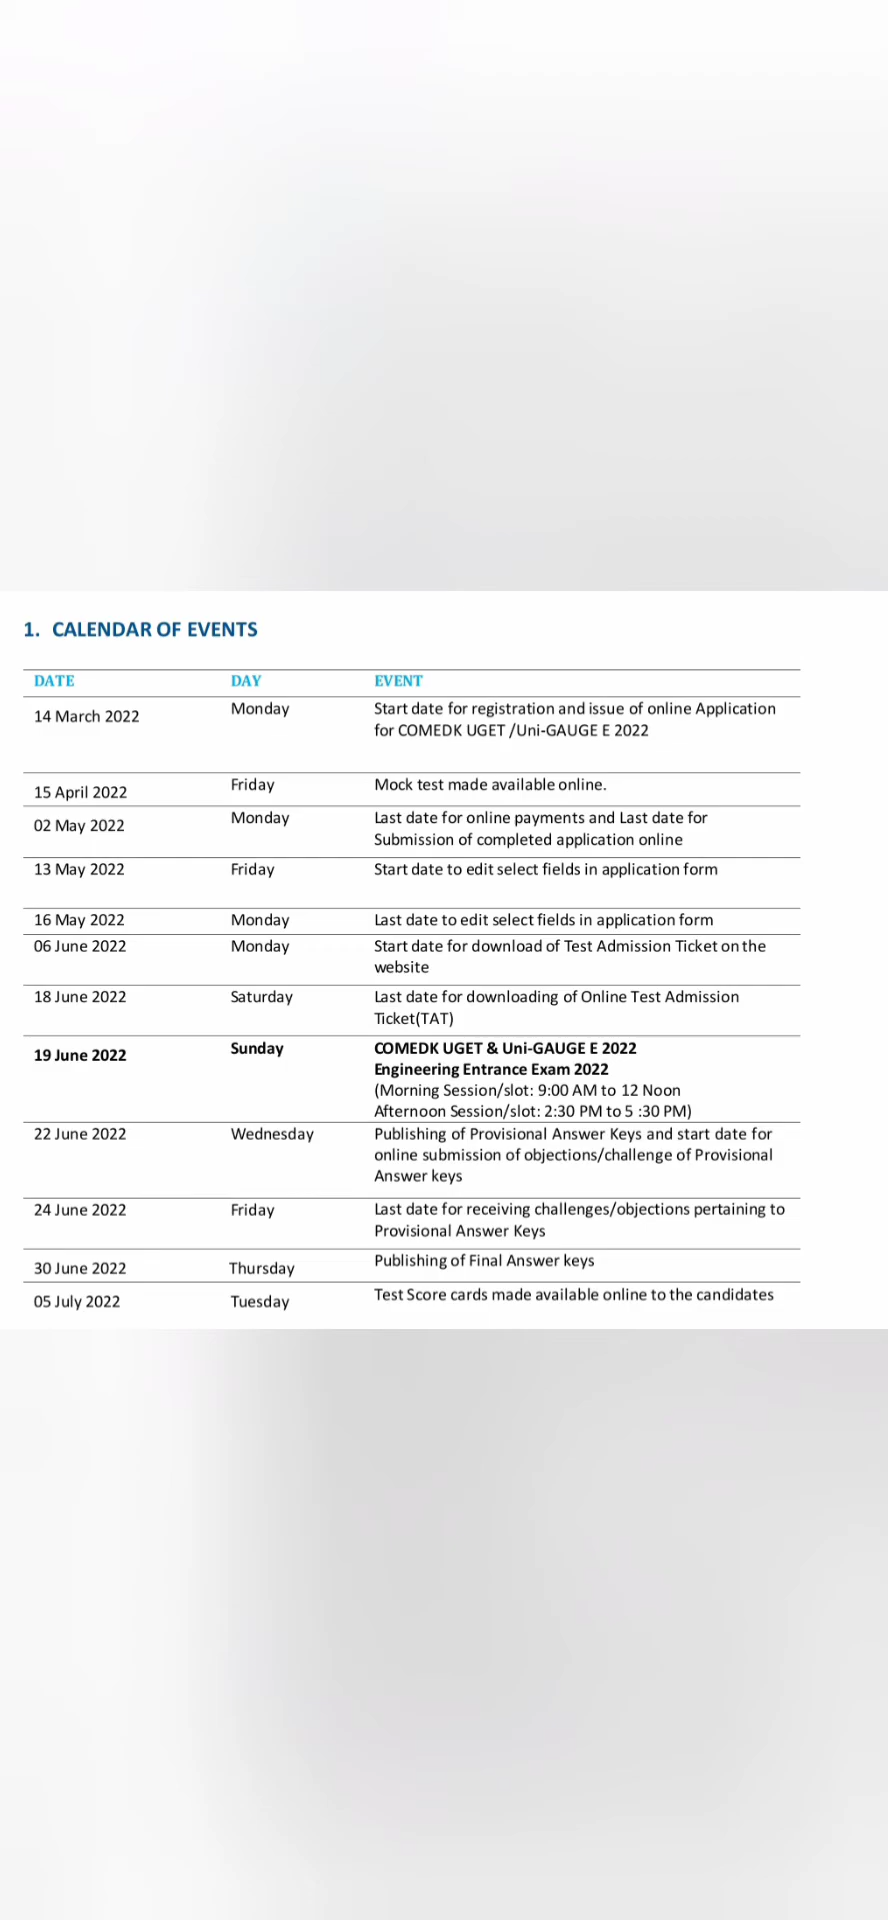 1. CALENDAR OF EVENTS
DATE DAY EVENT
14 March 2022 Monday Start date for registration and issue of online Application
for COMEDK UGET /Uni-GAUGE E 2022
15 April 2022 Friday Mock test made available online.
02 May 2022 Monday Last date for online payments and Last date for
Submission of completed application online
13 May 2022 Friday Start date to edit select fields in application form
16 May 2022 Monday Last date to edit select fields in application form
06 June 2022 Monday Start date for download of Test Admission Ticket on the
website
18 June 2022 Saturday Last date for downloading of Online Test Admission
Ticket(TAT)
19 June 2022 Sunday COMEDK UGET & Uni-GAUGE E 2022
Engineering Entrance Exam 2022
(Morning Session/slot: 9:00 AM to 12 Noon
Afternoon Session/slot: 2:30 PM to 5 :30 PM)
22 June 2022 Wednesday Publishing of Provisional Answer Keys and start date for
online submission of objections/challenge of Provisional
Answer keys
24 June 2022 Friday Last date for receiving challenges/objections pertaining to
Provisional Answer Keys
30 June 2022 Thursday Publishing of Final Answer keys
05 July 2022 Tuesday Test Score cards made available online to the candidates